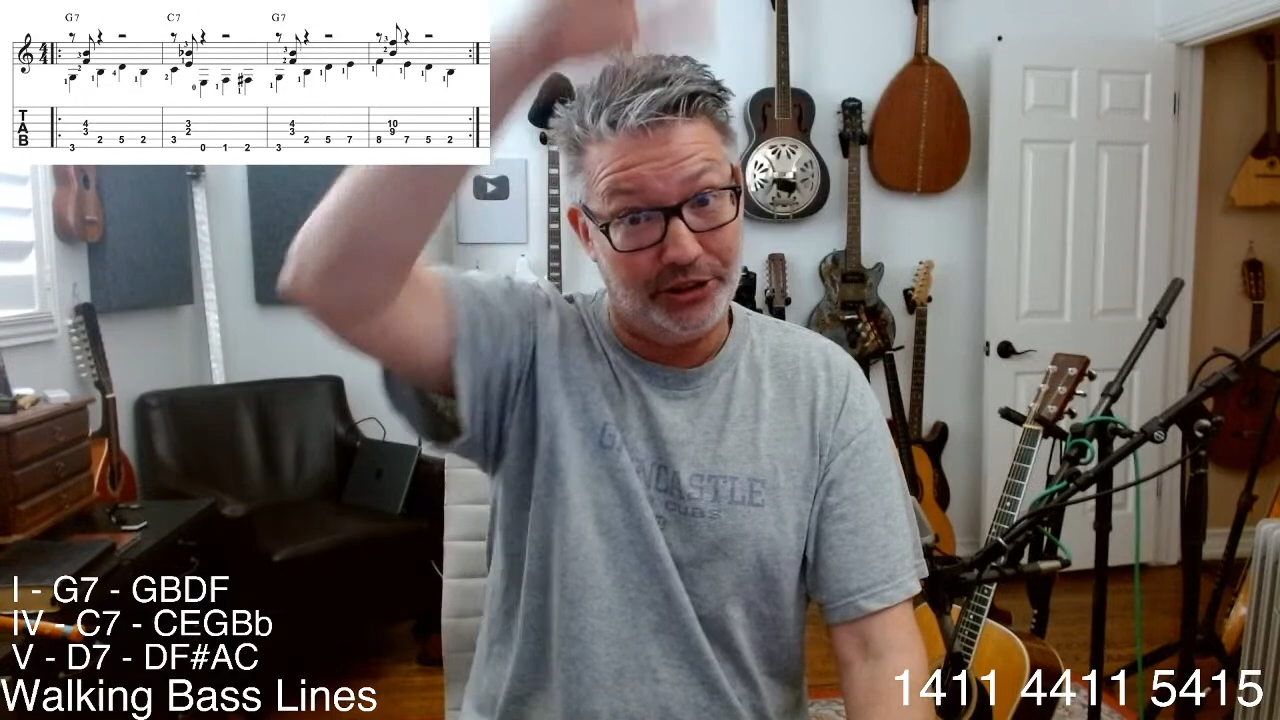 G7 C7 G7
4 3 4 10
3 2 3 9
T A B
2 5 2 3 2 5 7 8 7 5 2
3 0 1 2 3
NCASTLE
CUBS
I - G7 - GBDF
IV - C7 - CEGBb
V - D7 - DF#AC
Walking Bass Lines
1411 4411 5415